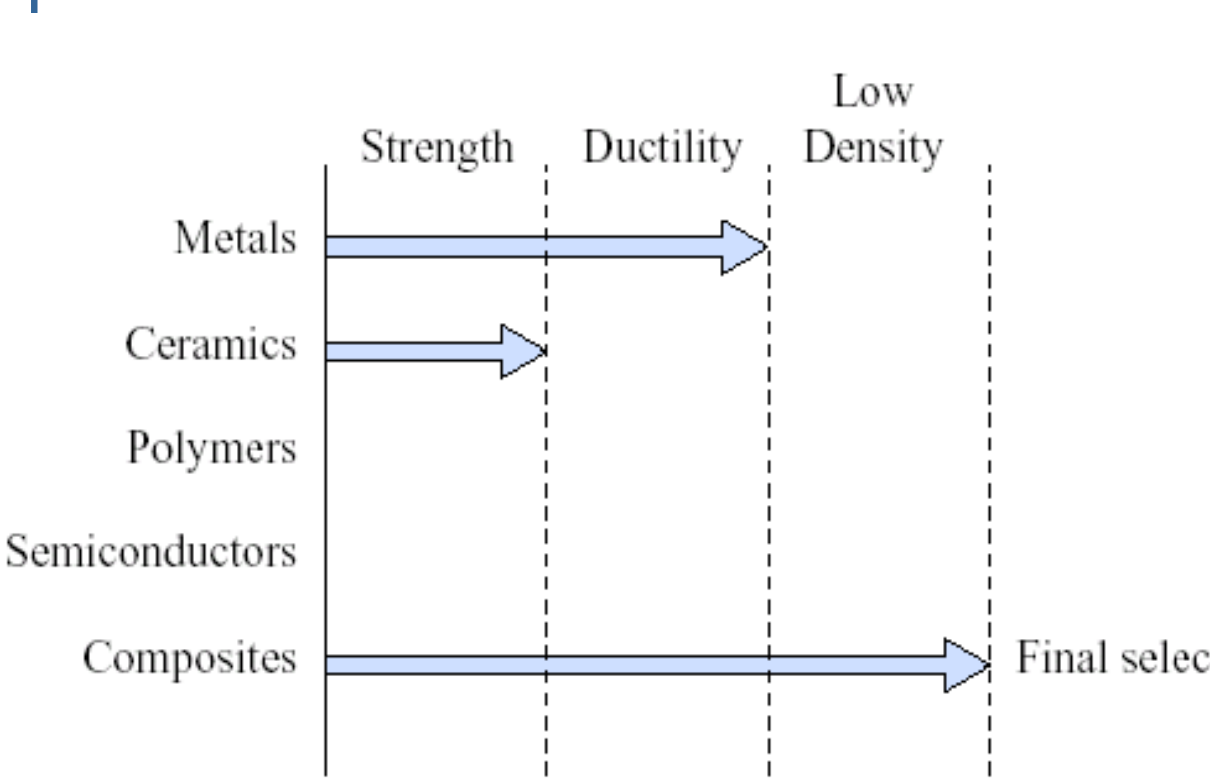 Low
Strength Ductility Density
Metals
Ceramics
Polymers
Semiconductors
Composites Final selec